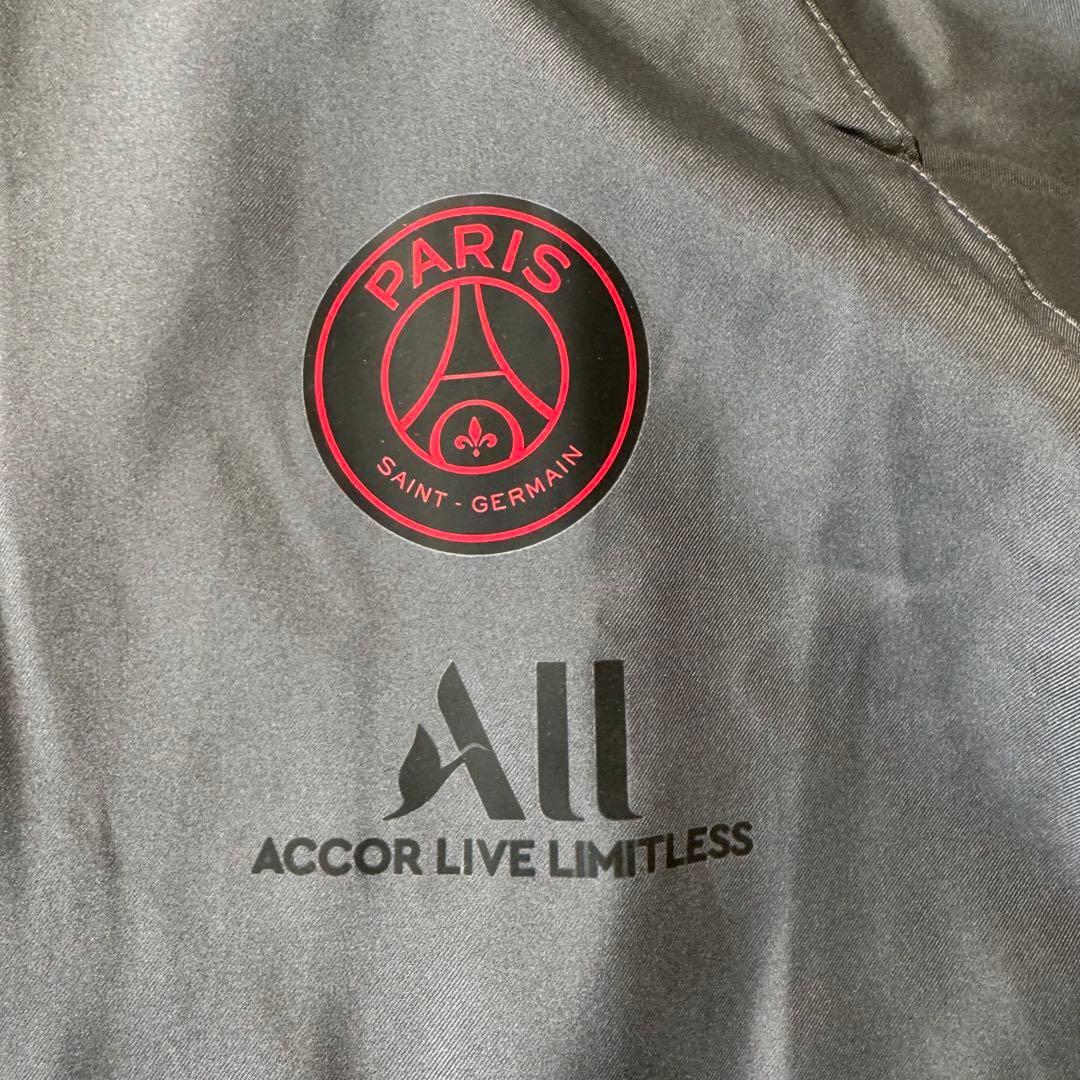 PARIS
SAINT - GERMAIN
ALL
ACCOR LIVE LIMITLESS